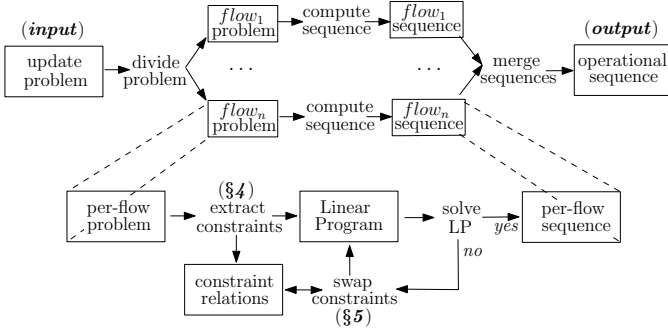 (input)
update
problem
divide
problem
flow₁
problem
compute
sequence
flow₁
sequence
. . .
. . .
flowₙ
problem
compute
sequence
flowₙ
sequence
merge
sequences
(output)
operational
sequence
per-flow
problem
(§4)
extract
constraints
Linear
Program
solve
LP
yes
no
per-flow
sequence
constraint
relations
swap
constraints
(§5)